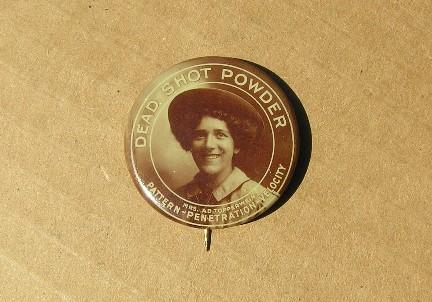 DEAD SHOT POWDER
MRS. AD. TOPPERWEIN
PATTERN-PENETRATION-VELOCITY